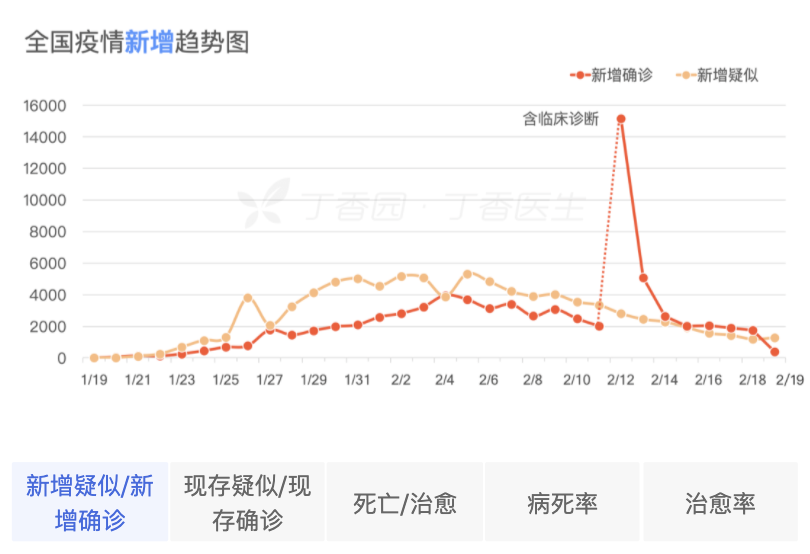 全国疫情新增趋势图
新增确诊 新增疑似
16000
含临床诊断
14000
12000
10000
丁香园 · 丁香医生
8000
6000
4000
2000
0
1/19 1/21 1/23 1/25 1/27 1/29 1/31 2/2 2/4 2/6 2/8 2/10 2/12 2/14 2/16 2/18 2/19
新增疑似/新
增确诊
现存疑似/现
存确诊
死亡/治愈
病死率
治愈率